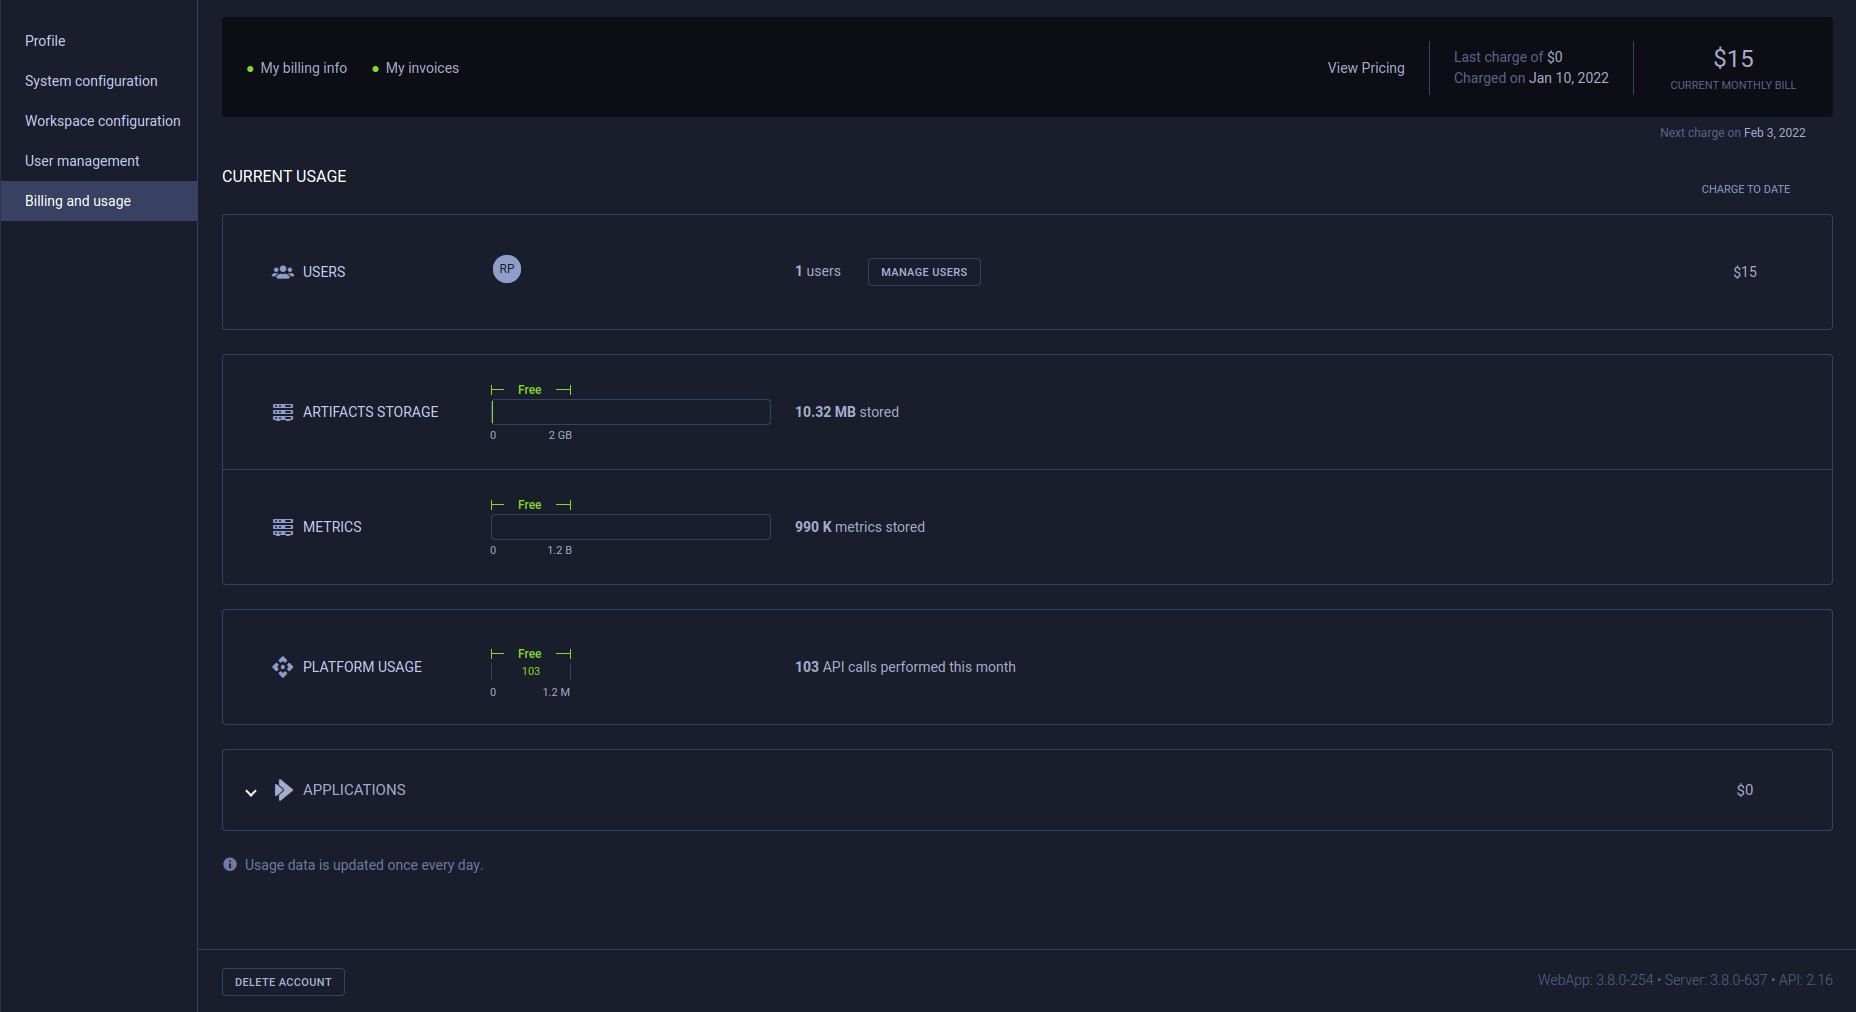 Profile
System configuration
Workspace configuration
User management
Billing and usage
My billing info
My invoices
View Pricing
Last charge of $0
Charged on Jan 10, 2022
$15
CURRENT MONTHLY BILL
Next charge on Feb 3, 2022
CURRENT USAGE
CHARGE TO DATE
USERS
RP
1 users
MANAGE USERS
$15
ARTIFACTS STORAGE
Free
0 2 GB
10.32 MB stored
METRICS
Free
0 1.2 B
990 K metrics stored
PLATFORM USAGE
Free
103
0 1.2 M
103 API calls performed this month
APPLICATIONS
$0
Usage data is updated once every day.
DELETE ACCOUNT
WebApp: 3.8.0-254 • Server: 3.8.0-637 • API: 2.16